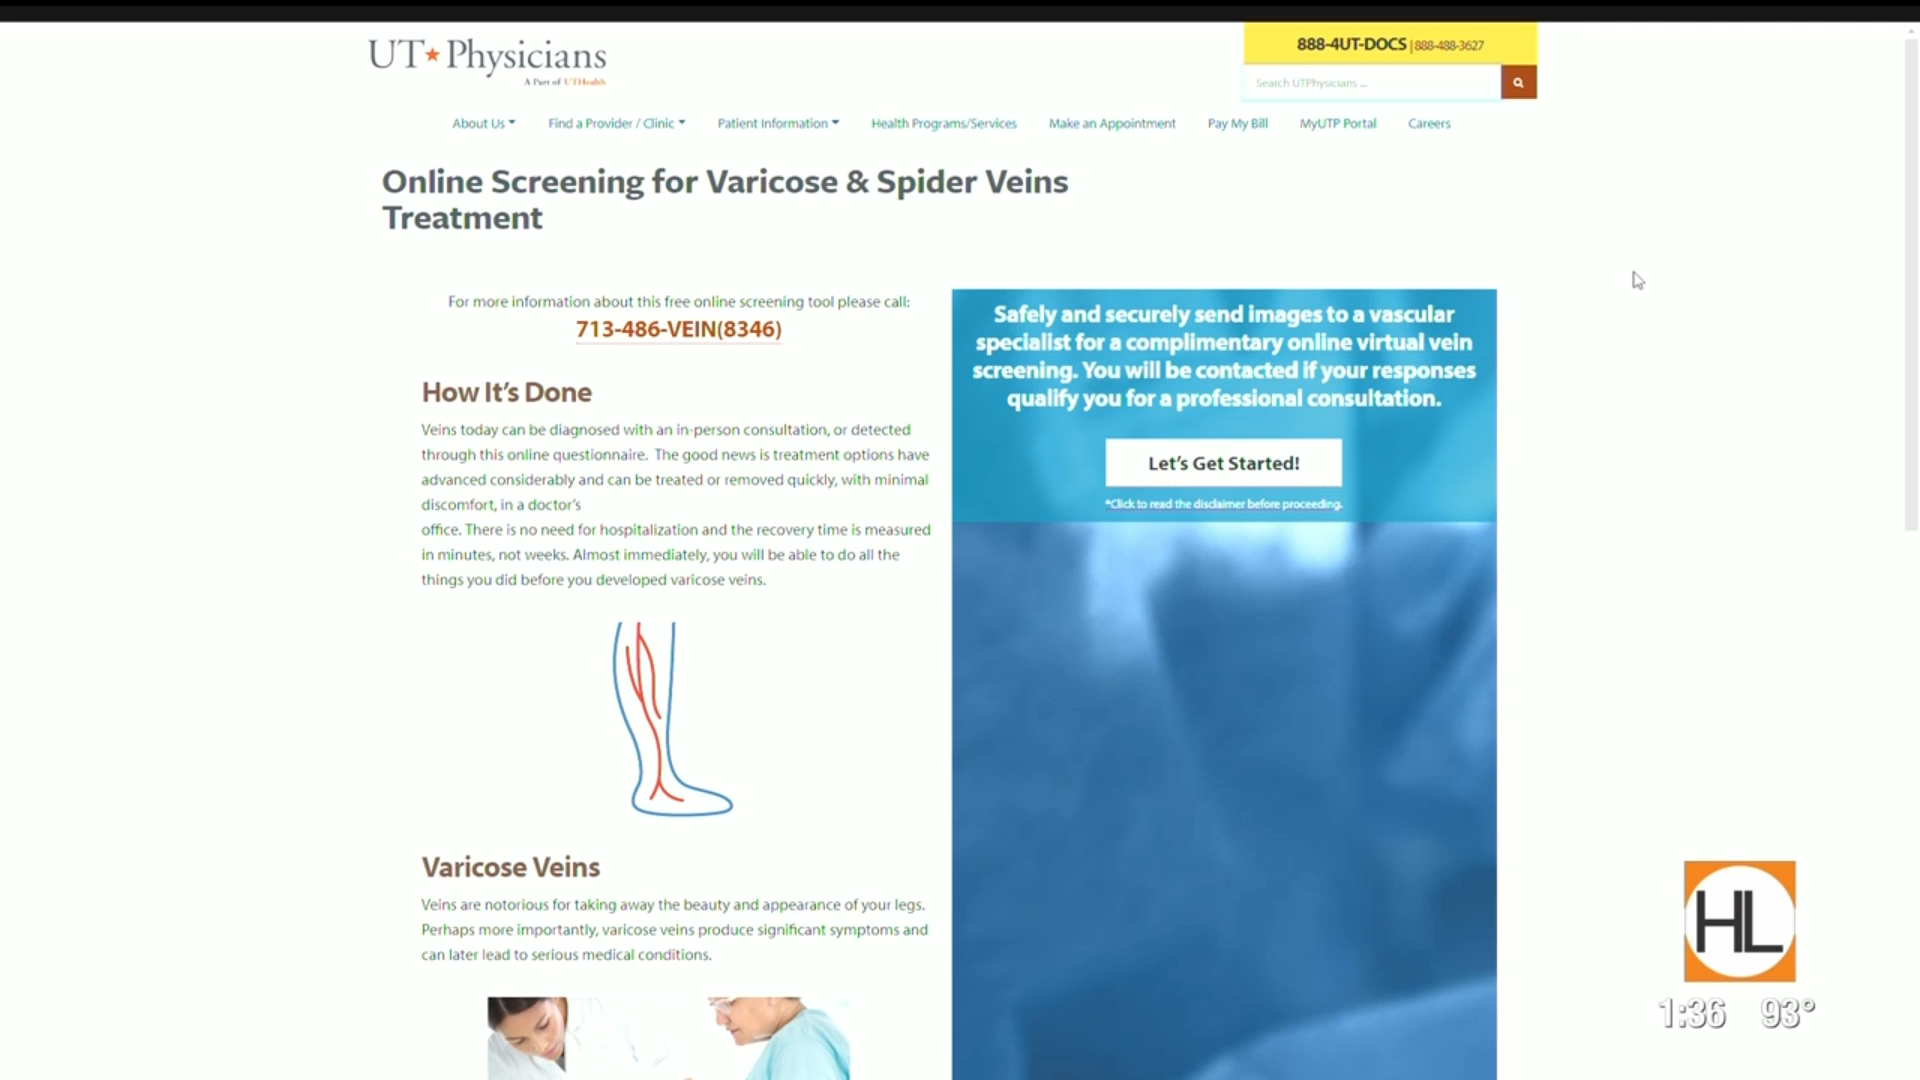 UT★Physicians
A Part of UTHealth
888-4UT-DOCS | 888-488-3627
Search UTPhysicians ...
About Us Find a Provider / Clinic Patient Information Health Programs/Services Make an Appointment Pay My Bill MyUTP Portal Careers
Online Screening for Varicose & Spider Veins
Treatment
For more information about this free online screening tool please call:
713-486-VEIN(8346)
How It's Done
Veins today can be diagnosed with an in-person consultation, or detected
through this online questionnaire. The good news is treatment options have
advanced considerably and can be treated or removed quickly, with minimal
discomfort, in a doctor's
office. There is no need for hospitalization and the recovery time is measured
in minutes, not weeks. Almost immediately, you will be able to do all the
things you did before you developed varicose veins.
Varicose Veins
Veins are notorious for taking away the beauty and appearance of your legs.
Perhaps more importantly, varicose veins produce significant symptoms and
can later lead to serious medical conditions.
Safely and securely send images to a vascular
specialist for a complimentary online virtual vein
screening. You will be contacted if your responses
qualify you for a professional consultation.
Let's Get Started!
*Click to read the disclaimer before proceeding.
HL
1:36 93°